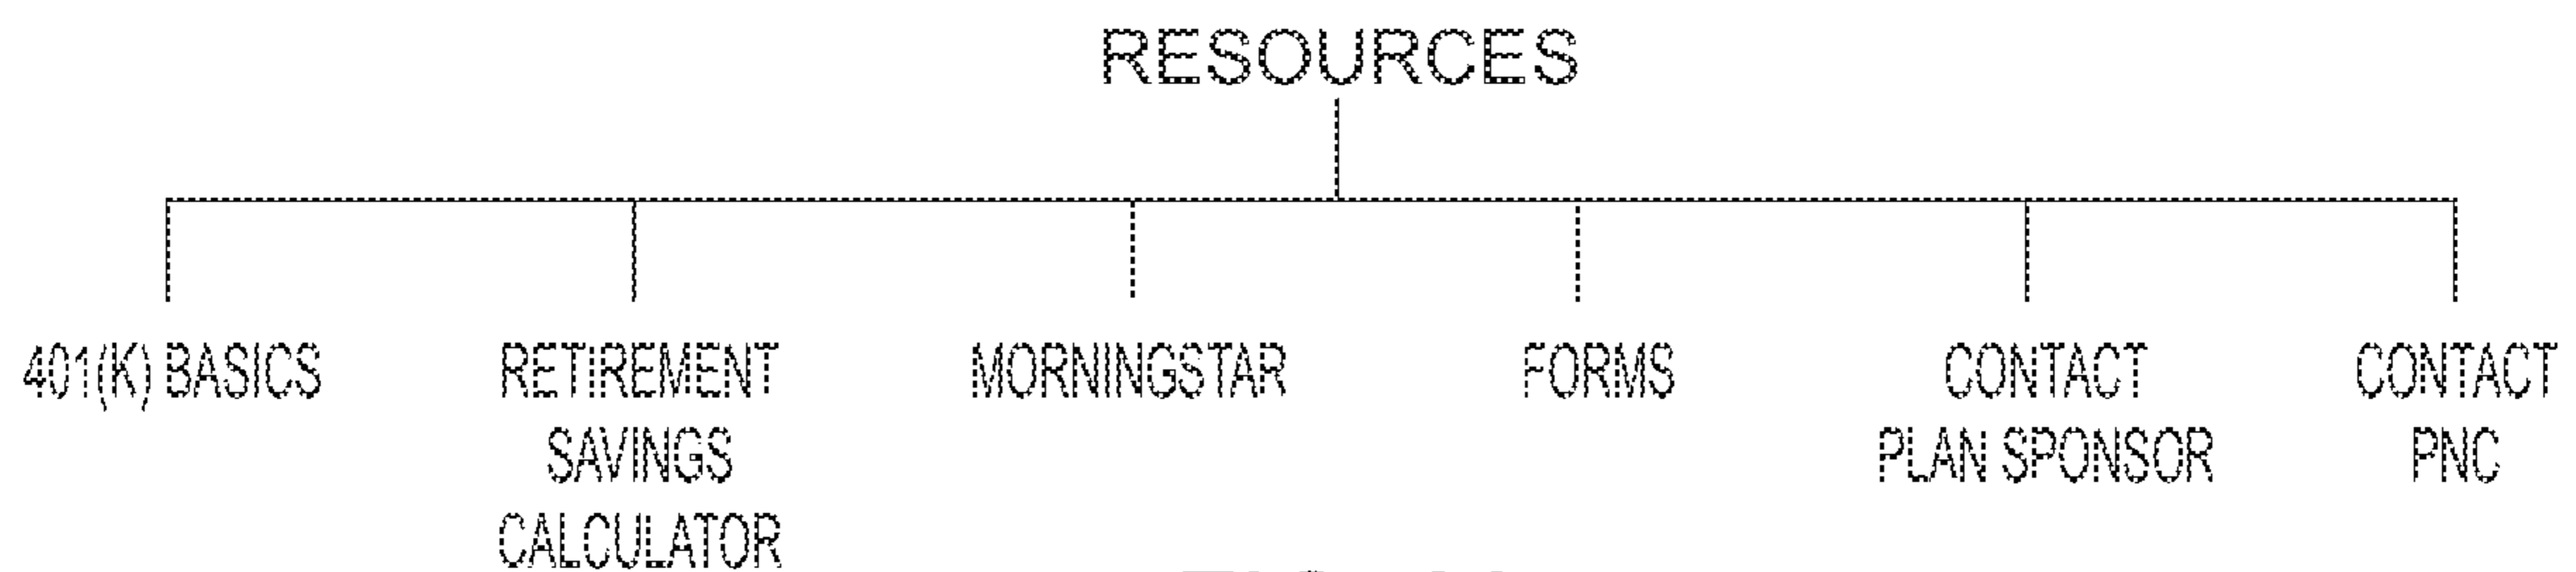 RESOURCES
401(K) BASICS
RETIREMENT
SAVINGS
CALCULATOR
MORNINGSTAR
FORMS
CONTACT
PLAN SPONSOR
CONTACT
PNC